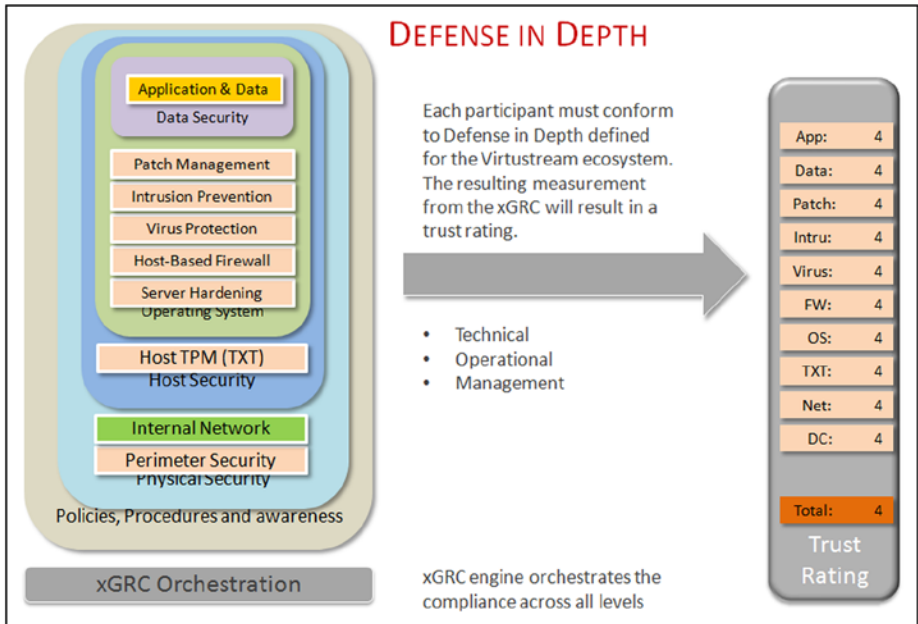 DEFENSE IN DEPTH
Application & Data
Data Security
Patch Management
Intrusion Prevention
Virus Protection
Host-Based Firewall
Server Hardening
Operating System
Host TPM (TXT)
Host Security
Internal Network
Perimeter Security
Physical Security
Policies, Procedures and awareness
xGRC Orchestration
Each participant must conform
to Defense in Depth defined
for the Virtustream ecosystem.
The resulting measurement
from the xGRC will result in a
trust rating.
• Technical
• Operational
• Management
xGRC engine orchestrates the
compliance across all levels
App: 4
Data: 4
Patch: 4
Intru: 4
Virus: 4
FW: 4
OS: 4
TXT: 4
Net: 4
DC: 4
Total: 4
Trust
Rating